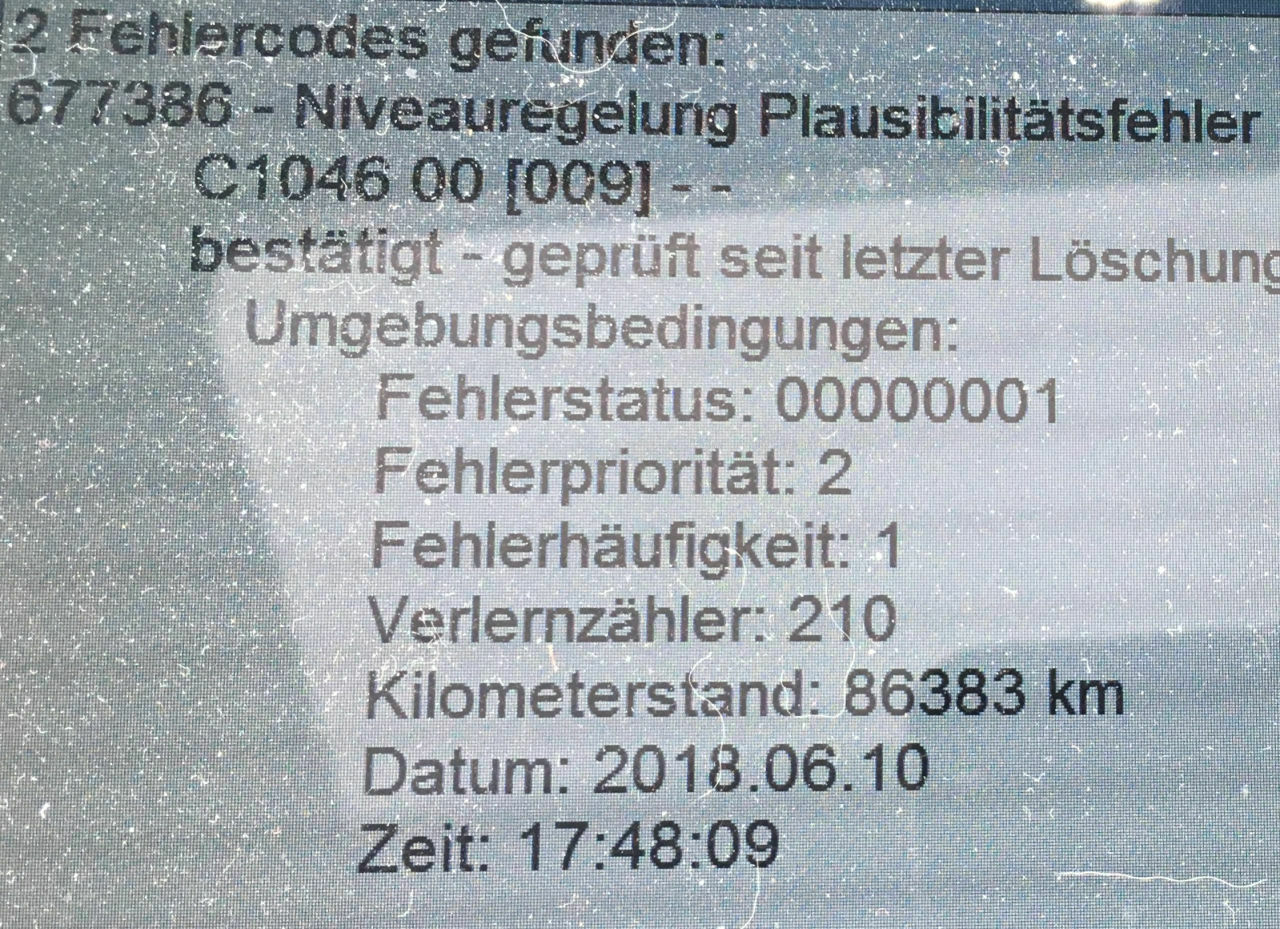 2 Fehlercodes gefunden:
677386 - Niveauregelung Plausibilitätsfehler
C1046 00 [009] - -
bestätigt - geprüft seit letzter Löschung
Umgebungsbedingungen:
Fehlerstatus: 00000001
Fehlerpriorität: 2
Fehlerhäufigkeit: 1
Verlernzähler: 210
Kilometerstand: 86383 km
Datum: 2018.06.10
Zeit: 17:48:09